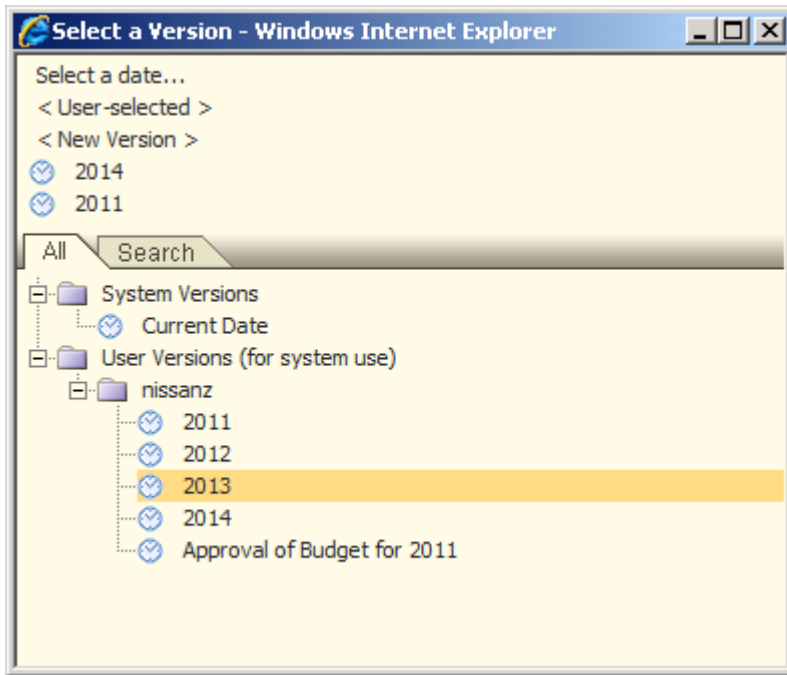 Select a Version - Windows Internet Explorer
Select a date...
< User-selected >
< New Version >
2014
2011
All Search
System Versions
Current Date
User Versions (for system use)
nissanz
2011
2012
2013
2014
Approval of Budget for 2011